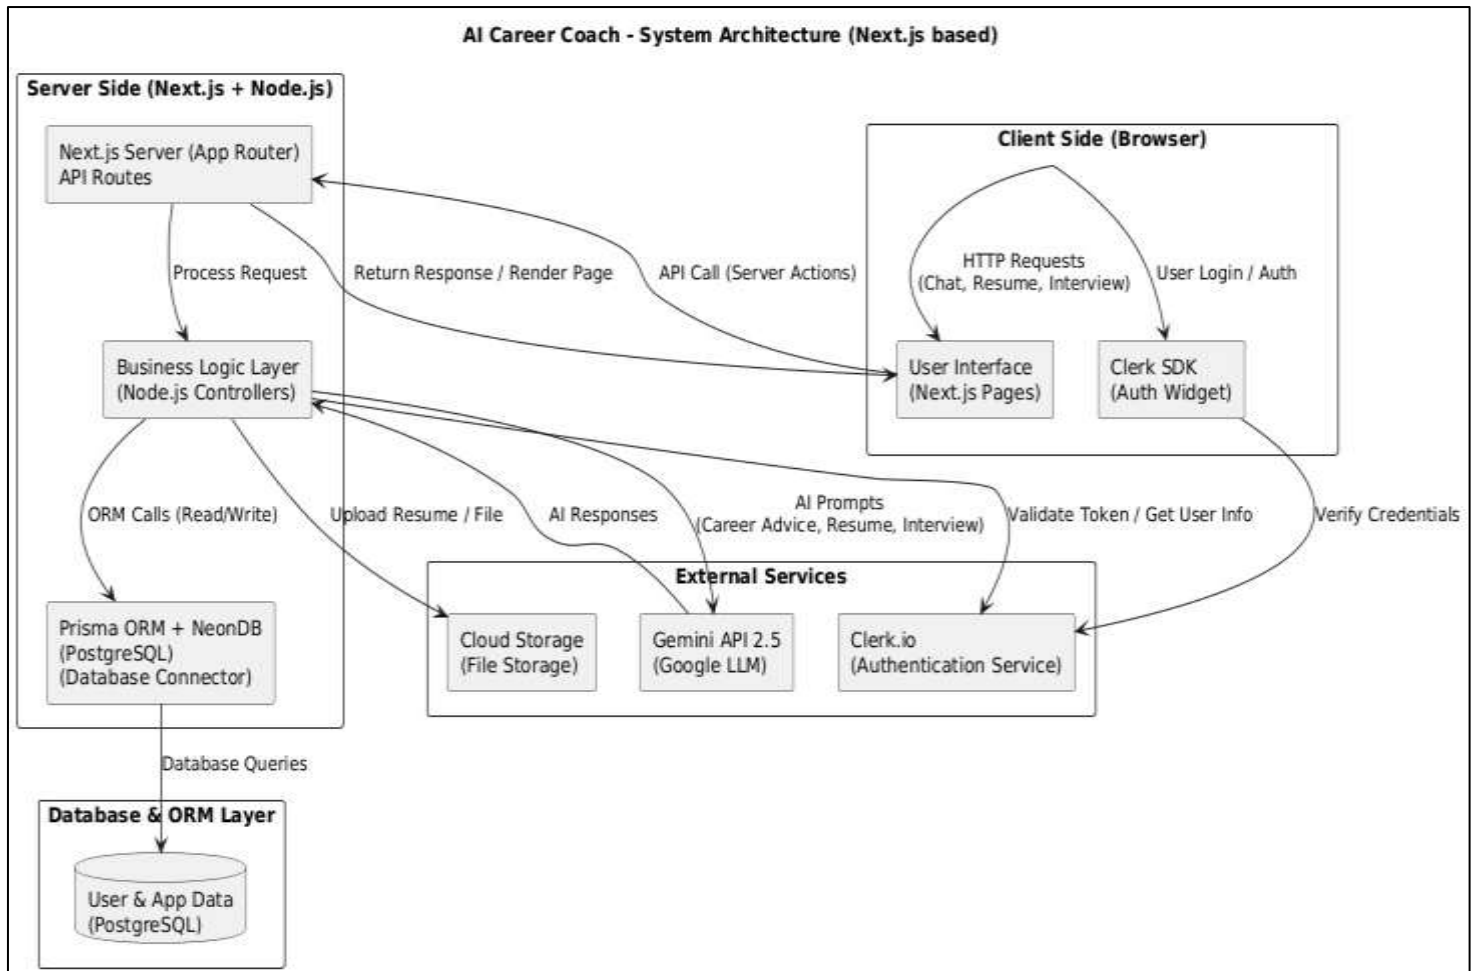 AI Career Coach - System Architecture (Next.js based)
Server Side (Next.js + Node.js)
Next.js Server (App Router)
API Routes
Client Side (Browser)
Process Request
Return Response / Render Page
API Call (Server Actions)
HTTP Requests
(Chat, Resume, Interview)
User Login / Auth
Business Logic Layer
(Node.js Controllers)
User Interface
(Next.js Pages)
Clerk SDK
(Auth Widget)
ORM Calls (Read/Write)
Upload Resume / File
AI Responses
AI Prompts
(Career Advice, Resume, Interview)
Validate Token / Get User Info
Verify Credentials
External Services
Prisma ORM + NeonDB
(PostgreSQL)
(Database Connector)
Cloud Storage
(File Storage)
Gemini API 2.5
(Google LLM)
Clerk.io
(Authentication Service)
Database Queries
Database & ORM Layer
User & App Data
(PostgreSQL)